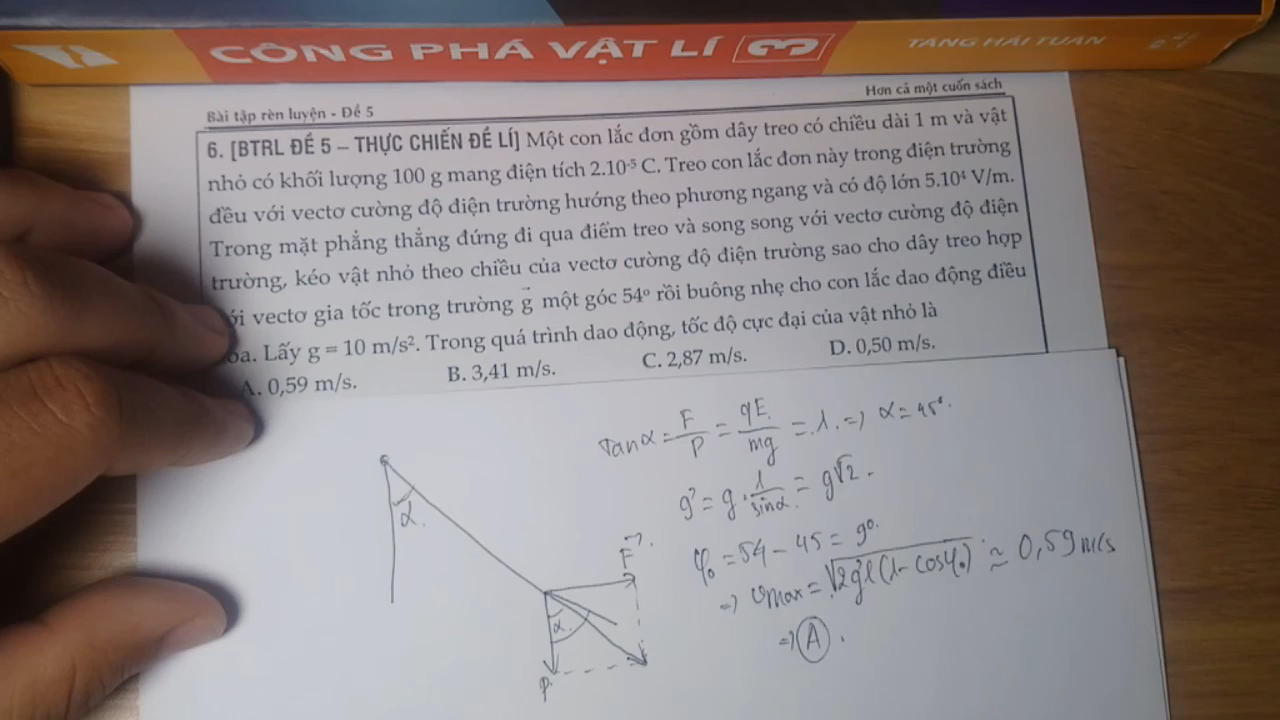 CÔNG PHÁ VẬT LÍ 3 TĂNG HẢI TUÂN
Bài tập rèn luyện - Đề 5 Hơn cả một cuốn sách
6. [BTRL ĐỀ 5 – THỰC CHIẾN ĐỀ LÍ] Một con lắc đơn gồm dây treo có chiều dài 1 m và vật
nhỏ có khối lượng 100 g mang điện tích 2.10⁻⁵ C. Treo con lắc đơn này trong điện trường
đều với vectơ cường độ điện trường hướng theo phương ngang và có độ lớn 5.10⁴ V/m.
Trong mặt phẳng thẳng đứng đi qua điểm treo và song song với vectơ cường độ điện
trường, kéo vật nhỏ theo chiều của vectơ cường độ điện trường sao cho dây treo hợp
ới vectơ gia tốc trong trường g⃗ một góc 54º rồi buông nhẹ cho con lắc dao động điều
òa. Lấy g = 10 m/s². Trong quá trình dao động, tốc độ cực đại của vật nhỏ là
A. 0,59 m/s. B. 3,41 m/s. C. 2,87 m/s. D. 0,50 m/s.
Tanα = F/P = qE/mg = 1. => α = 45°.
g' = g . 1/sinα = g√2.
φ₀ = 54 - 45 = 9°.
=> vmax = √2g'l(1 - cosφ₀) ≈ 0,59 m/s
=> A.
α.
F⃗.
α.
P